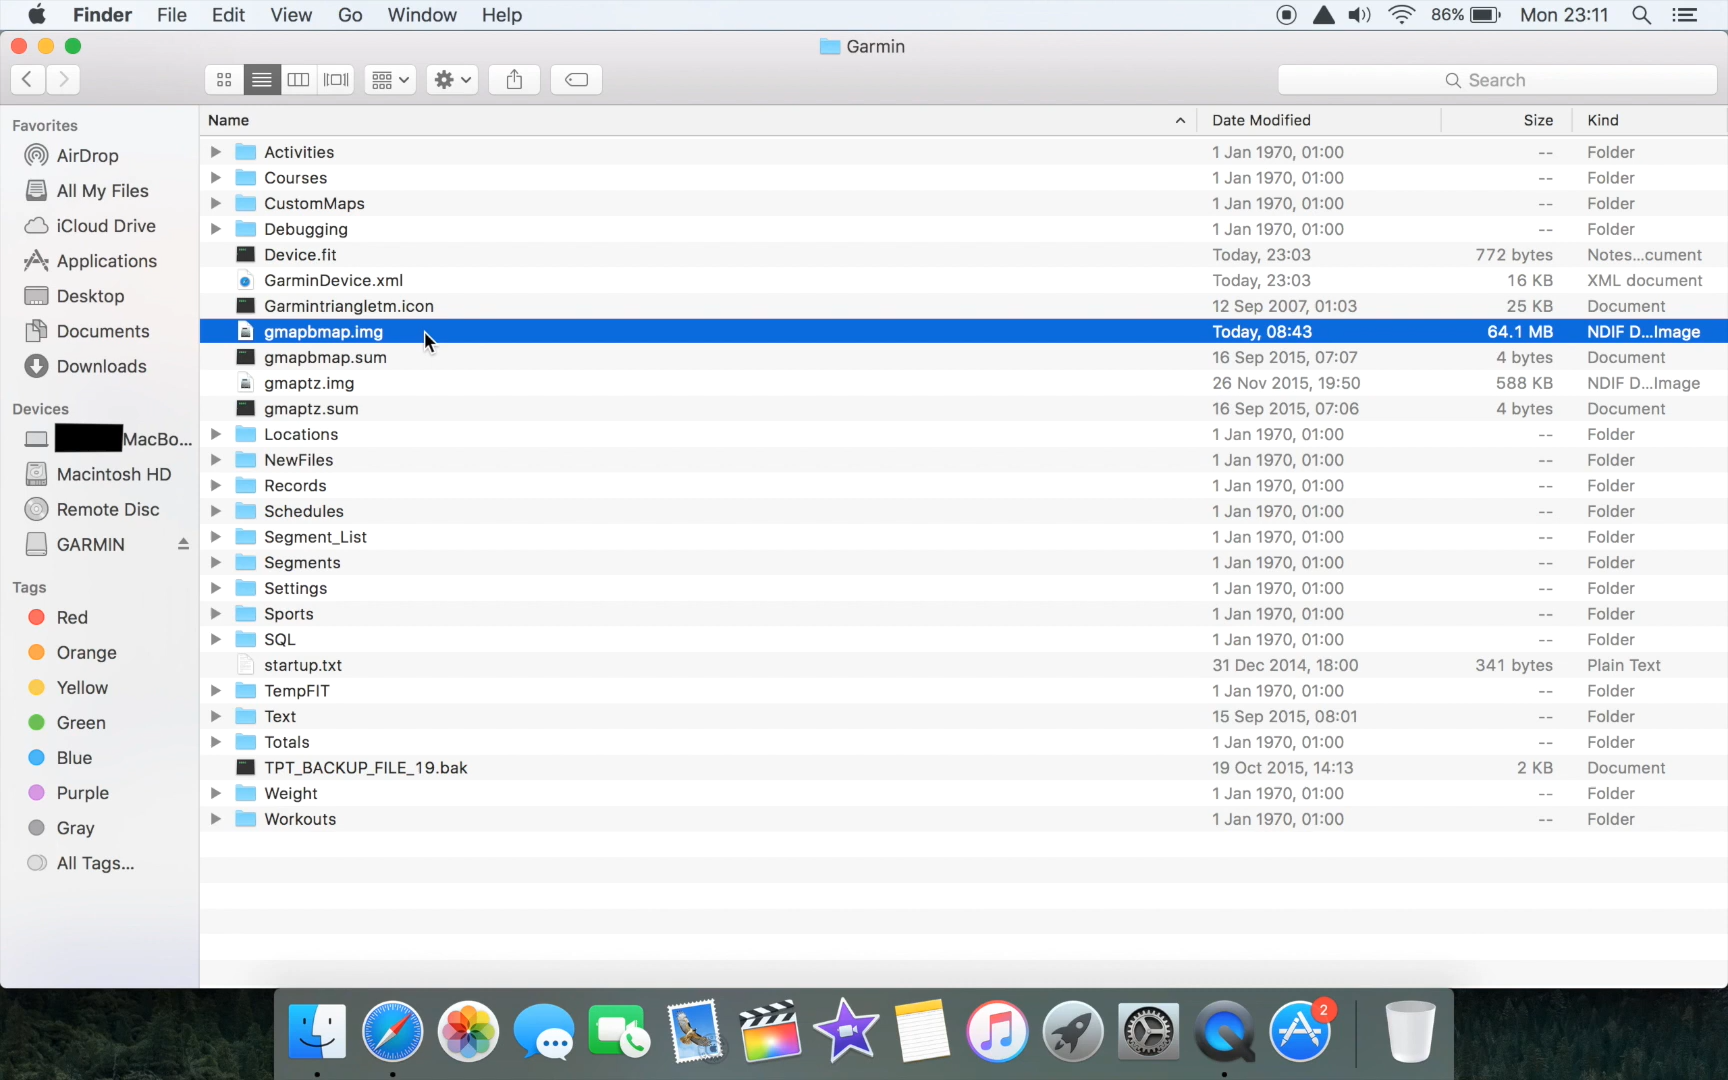 Finder File Edit View Go Window Help 86% Mon 23:11
Garmin
Search
Favorites
AirDrop
All My Files
iCloud Drive
Applications
Desktop
Documents
Downloads
Devices
MacBo...
Macintosh HD
Remote Disc
GARMIN
Tags
Red
Orange
Yellow
Green
Blue
Purple
Gray
All Tags...
Name Date Modified Size Kind
Activities 1 Jan 1970, 01:00 -- Folder
Courses 1 Jan 1970, 01:00 -- Folder
CustomMaps 1 Jan 1970, 01:00 -- Folder
Debugging 1 Jan 1970, 01:00 -- Folder
Device.fit Today, 23:03 772 bytes Notes...cument
GarminDevice.xml Today, 23:03 16 KB XML document
Garmintriangletm.icon 12 Sep 2007, 01:03 25 KB Document
gmapbmap.img Today, 08:43 64.1 MB NDIF D...Image
gmapbmap.sum 16 Sep 2015, 07:07 4 bytes Document
gmaptz.img 26 Nov 2015, 19:50 588 KB NDIF D...Image
gmaptz.sum 16 Sep 2015, 07:06 4 bytes Document
Locations 1 Jan 1970, 01:00 -- Folder
NewFiles 1 Jan 1970, 01:00 -- Folder
Records 1 Jan 1970, 01:00 -- Folder
Schedules 1 Jan 1970, 01:00 -- Folder
Segment_List 1 Jan 1970, 01:00 -- Folder
Segments 1 Jan 1970, 01:00 -- Folder
Settings 1 Jan 1970, 01:00 -- Folder
Sports 1 Jan 1970, 01:00 -- Folder
SQL 1 Jan 1970, 01:00 -- Folder
startup.txt 31 Dec 2014, 18:00 341 bytes Plain Text
TempFIT 1 Jan 1970, 01:00 -- Folder
Text 15 Sep 2015, 08:01 -- Folder
Totals 1 Jan 1970, 01:00 -- Folder
TPT_BACKUP_FILE_19.bak 19 Oct 2015, 14:13 2 KB Document
Weight 1 Jan 1970, 01:00 -- Folder
Workouts 1 Jan 1970, 01:00 -- Folder
2